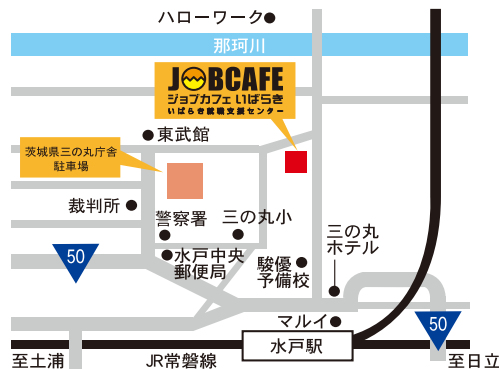 ハローワーク
那珂川
JOBCAFE
ジョブカフェいばらき
いばらき就職支援センター
東武館
茨城県三の丸庁舎
駐車場
裁判所
警察署
三の丸小
三の丸
ホテル
水戸中央
郵便局
駿優
予備校
50
マルイ
50
水戸駅
至土浦
JR常磐線
至日立